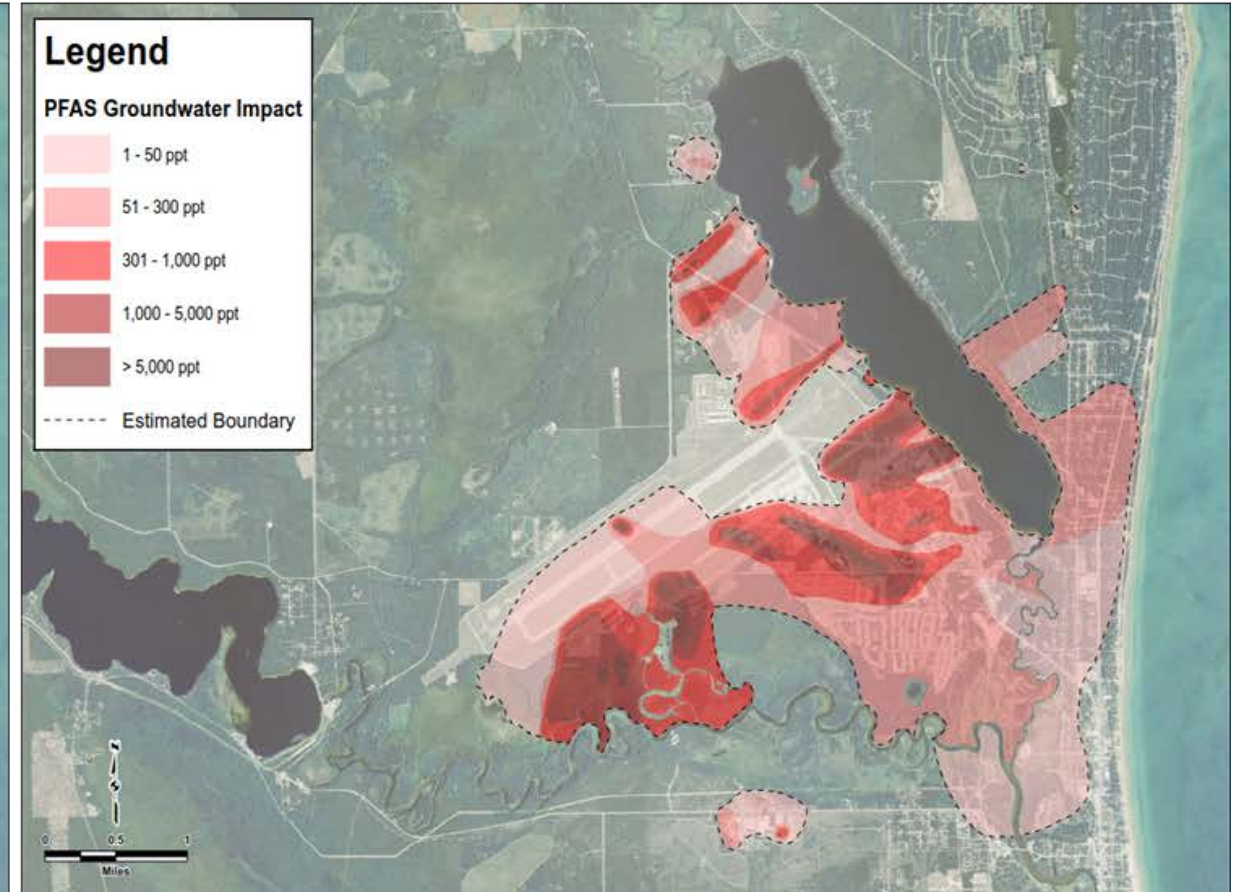 Legend
PFAS Groundwater Impact
1 - 50 ppt
51 - 300 ppt
301 - 1,000 ppt
1,000 - 5,000 ppt
> 5,000 ppt
Estimated Boundary
N
0 0.5 1
Miles